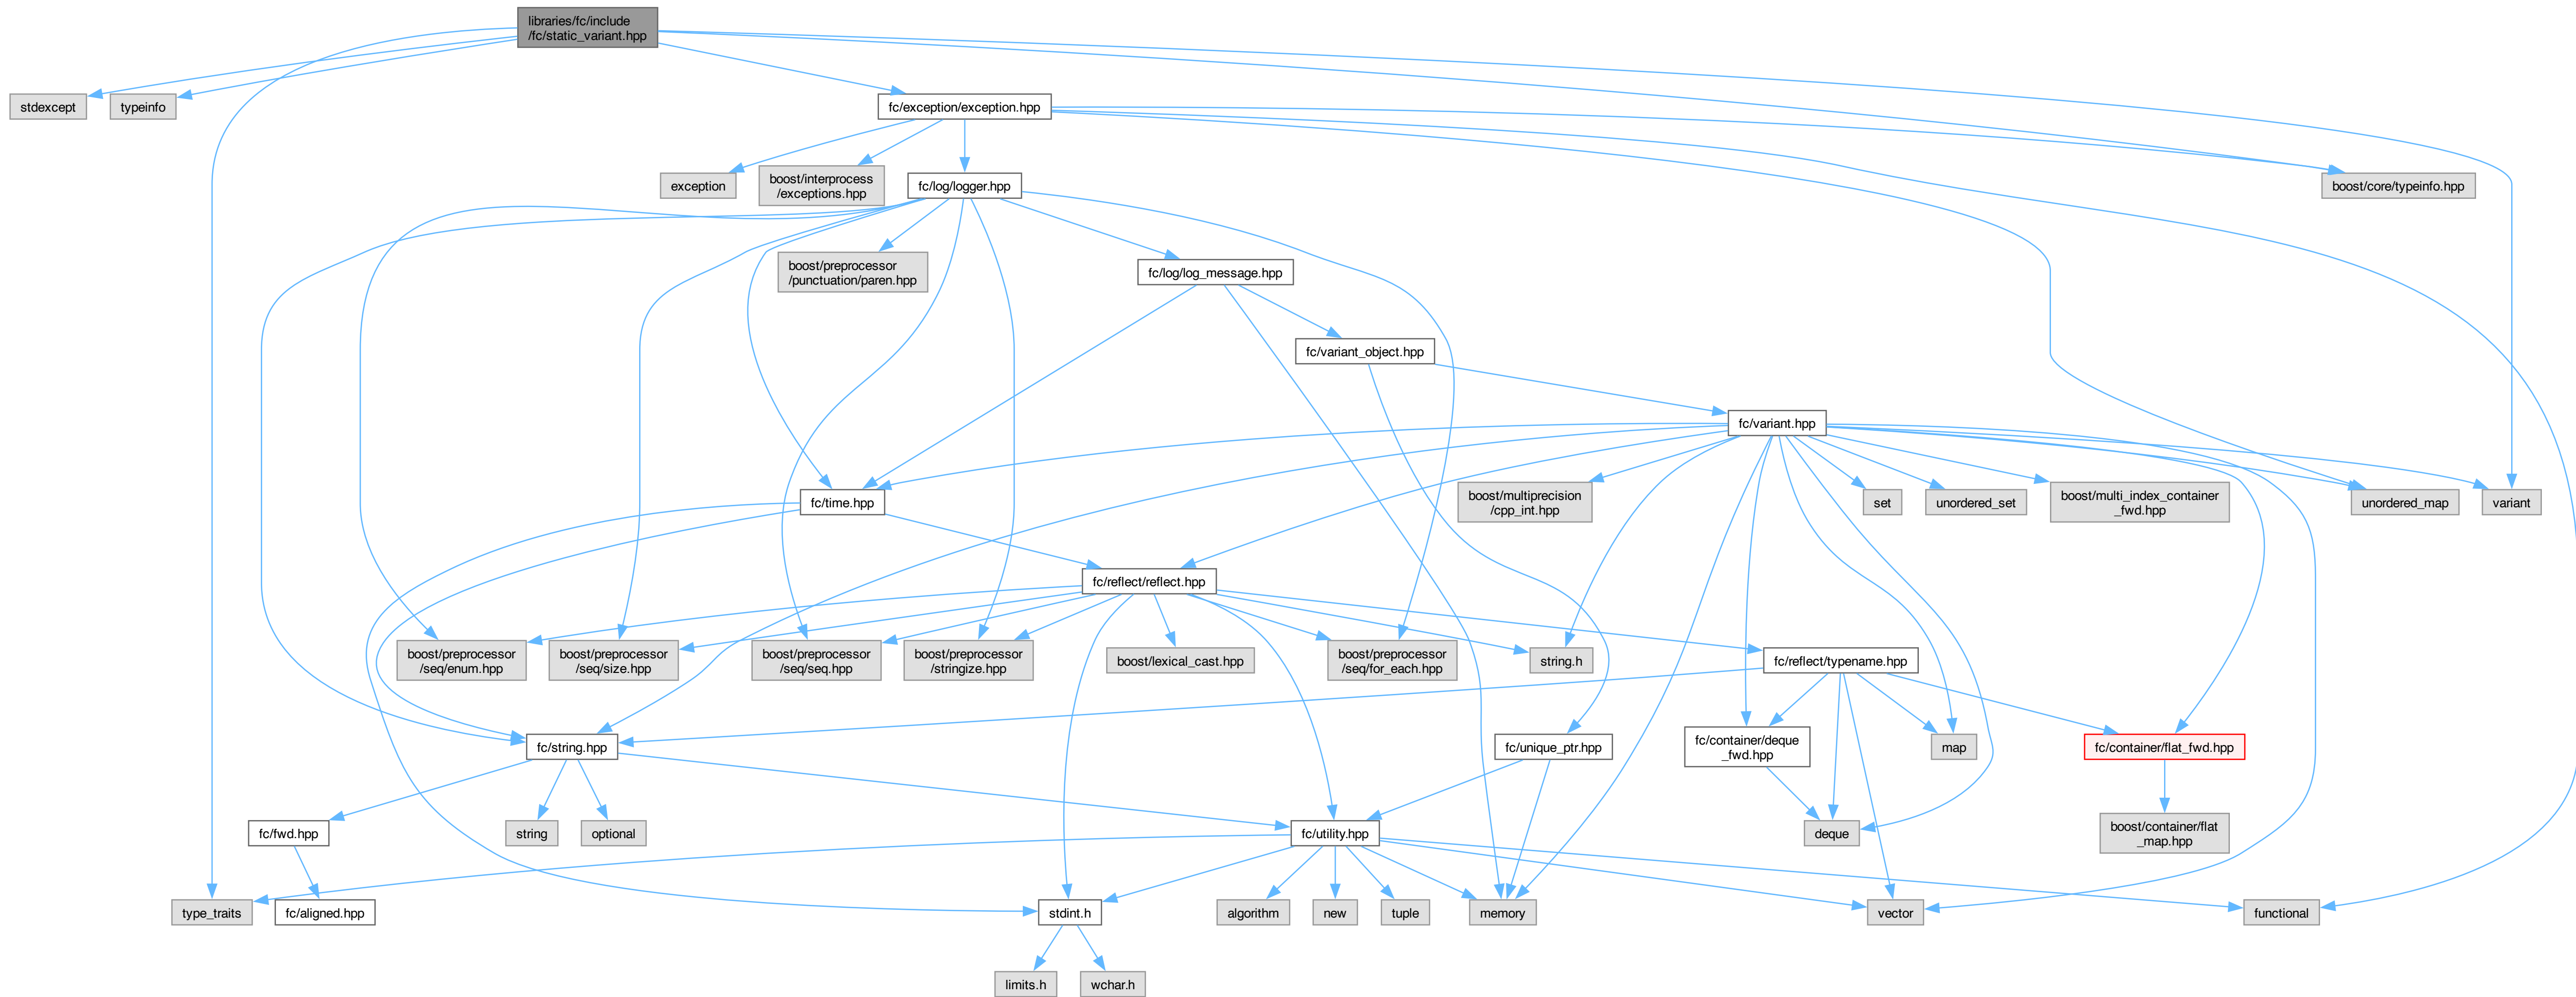 libraries/fc/include
/fc/static_variant.hpp
stdexcept
typeinfo
fc/exception/exception.hpp
exception
boost/interprocess
/exceptions.hpp
fc/log/logger.hpp
boost/core/typeinfo.hpp
boost/preprocessor
/punctuation/paren.hpp
fc/log/log_message.hpp
fc/variant_object.hpp
fc/variant.hpp
fc/time.hpp
boost/multiprecision
/cpp_int.hpp
set
unordered_set
boost/multi_index_container
_fwd.hpp
unordered_map
variant
fc/reflect/reflect.hpp
boost/preprocessor
/seq/enum.hpp
boost/preprocessor
/seq/size.hpp
boost/preprocessor
/seq/seq.hpp
boost/preprocessor
/stringize.hpp
boost/lexical_cast.hpp
boost/preprocessor
/seq/for_each.hpp
string.h
fc/reflect/typename.hpp
fc/string.hpp
fc/unique_ptr.hpp
fc/container/deque
_fwd.hpp
map
fc/container/flat_fwd.hpp
fc/fwd.hpp
string
optional
fc/utility.hpp
deque
boost/container/flat
_map.hpp
type_traits
fc/aligned.hpp
stdint.h
algorithm
new
tuple
memory
vector
functional
limits.h
wchar.h